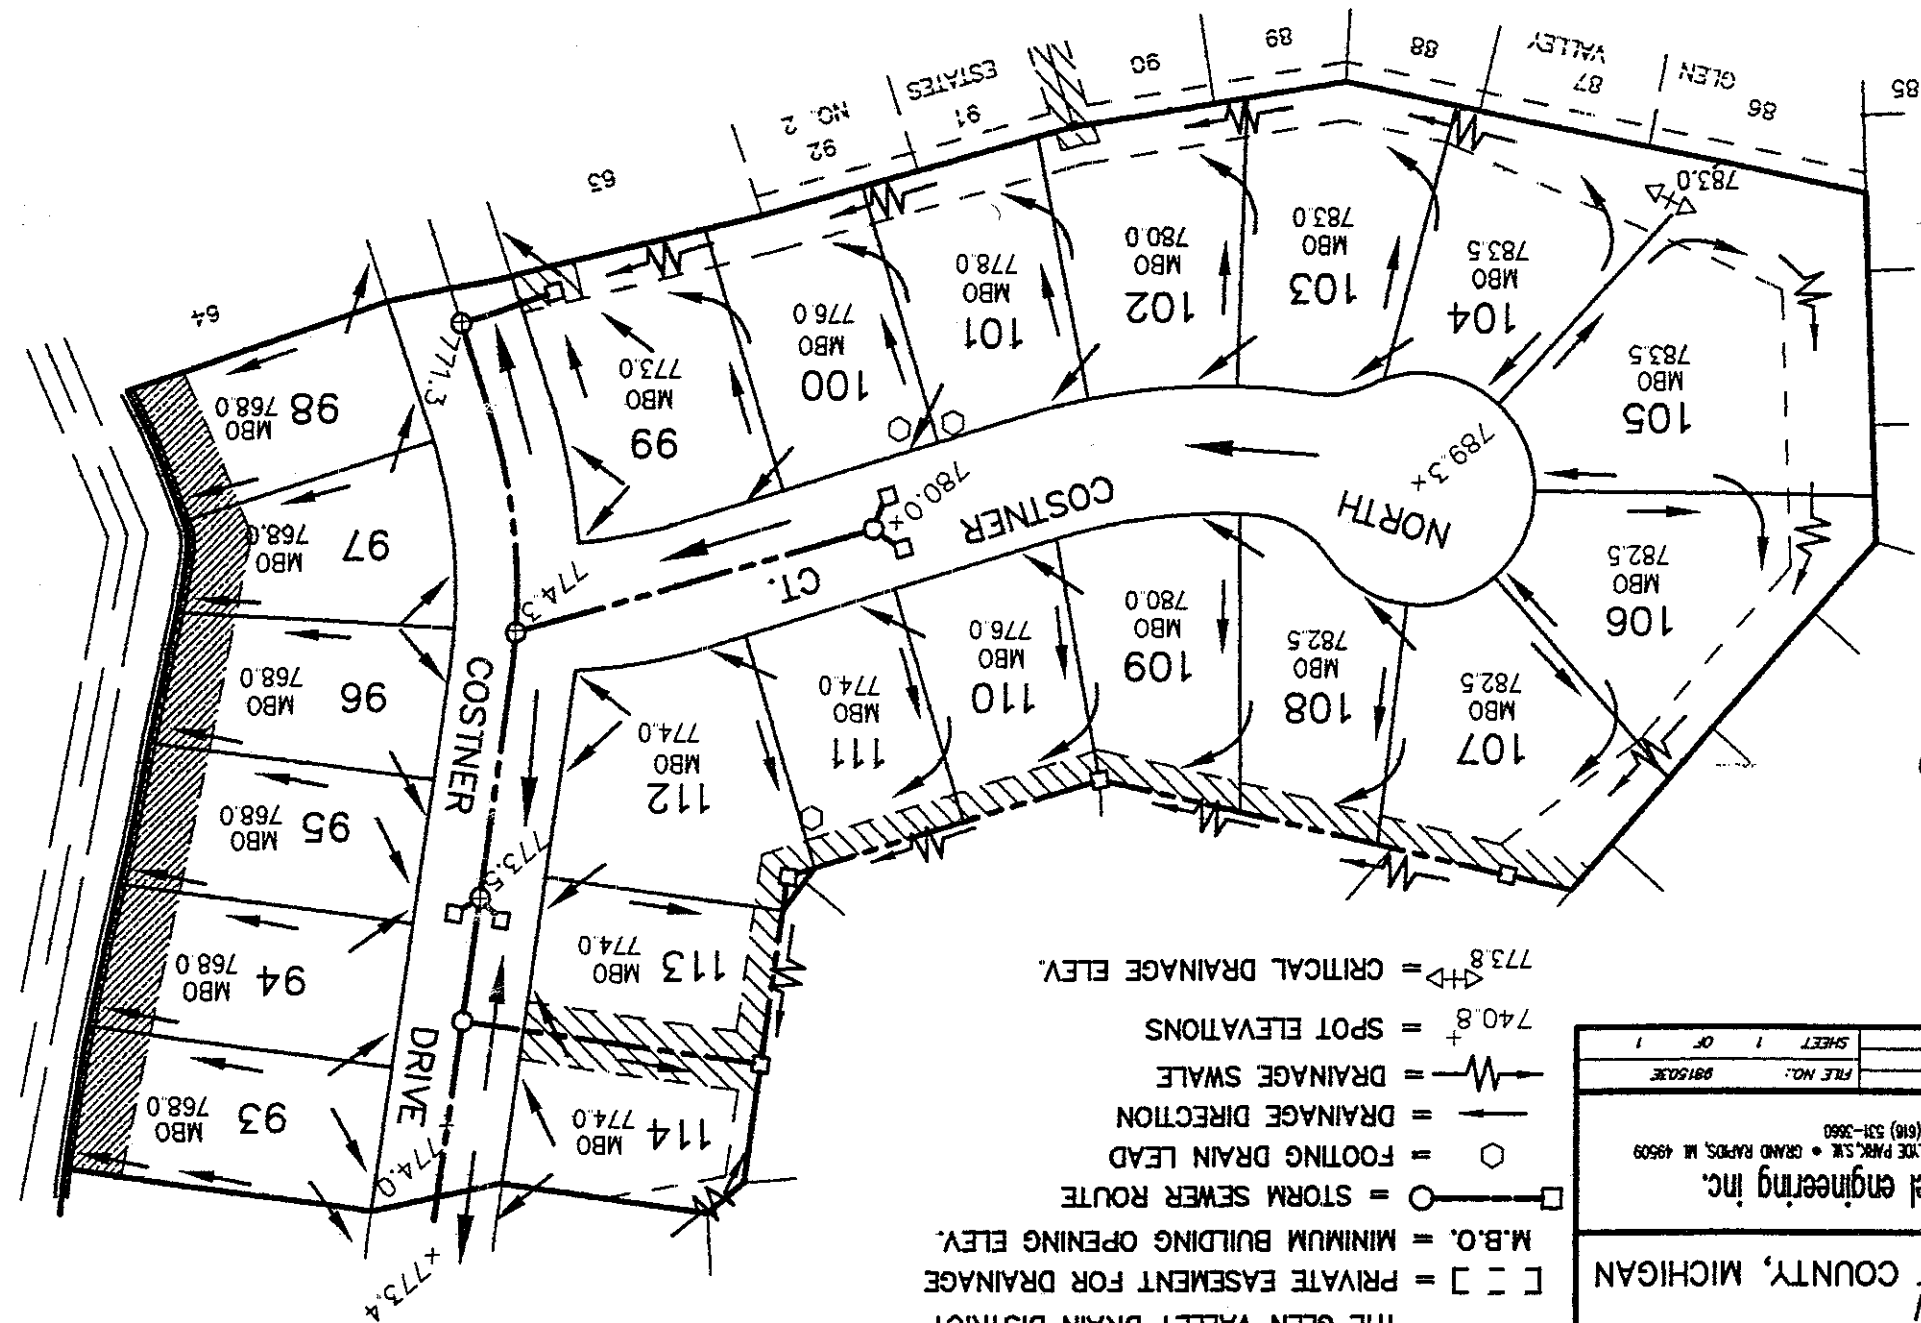 COUNTY, MICHIGAN
engineering inc.
PARK, S.W. • GRAND RAPIDS, MI 49509
(616) 531-3660
FILE NO.: 981503E
SHEET 1 OF 1
THE GLEN VALLEY DRAIN DISTRICT
= PRIVATE EASEMENT FOR DRAINAGE
M.B.O. = MINIMUM BUILDING OPENING ELEV.
= STORM SEWER ROUTE
= FOOTING DRAIN LEAD
= DRAINAGE DIRECTION
= DRAINAGE SWALE
740.8 + = SPOT ELEVATIONS
773.8 = CRITICAL DRAINAGE ELEV.
+ 773.4
774.0
114
MBO
774.0
93
MBO
768.0
113
MBO
774.0
94
MBO
768.0
DRIVE
773.5
112
MBO
774.0
95
MBO
768.0
COSTNER
96
MBO
768.0
107
MBO
782.5
108
MBO
782.5
109
MBO
780.0
110
MBO
776.0
111
MBO
774.0
106
MBO
782.5
774.3
97
MBO
768.0
NORTH
COSTNER
CT.
789.3 ×
780.0 ×
105
MBO
783.5
104
MBO
783.5
103
MBO
783.0
102
MBO
780.0
101
MBO
778.0
100
MBO
776.0
99
MBO
773.0
98
MBO
768.0
771.3
783.0
64
63
85
86
GLEN
87
VALLEY
88
89
90
91
ESTATES
92
NO. 2